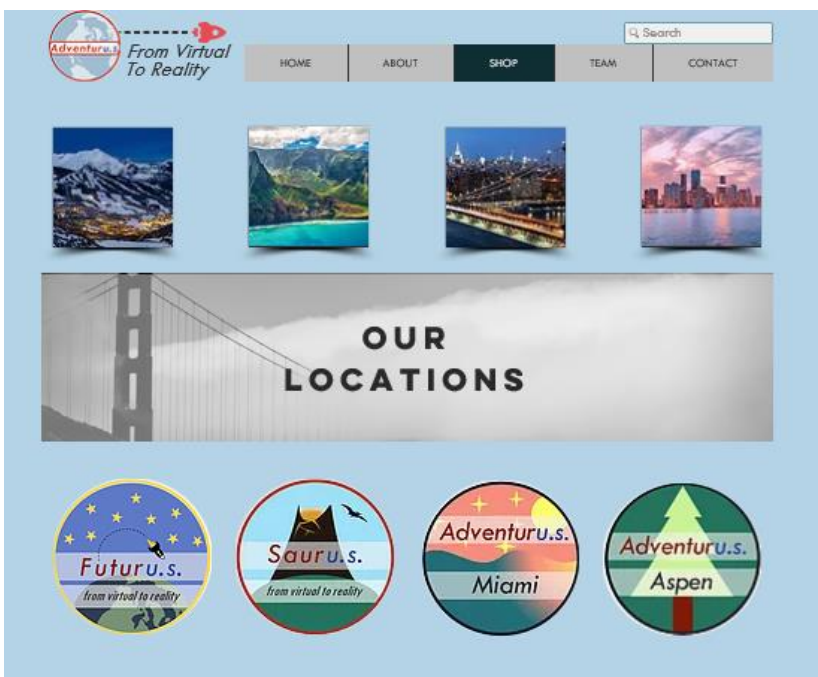 Adventuru.s.
From Virtual
To Reality
Search
HOME
ABOUT
SHOP
TEAM
CONTACT
OUR
LOCATIONS
Futuru.s.
from virtual to reality
Sauru.s.
from virtual to reality
Adventuru.s.
Miami
Adventuru.s.
Aspen